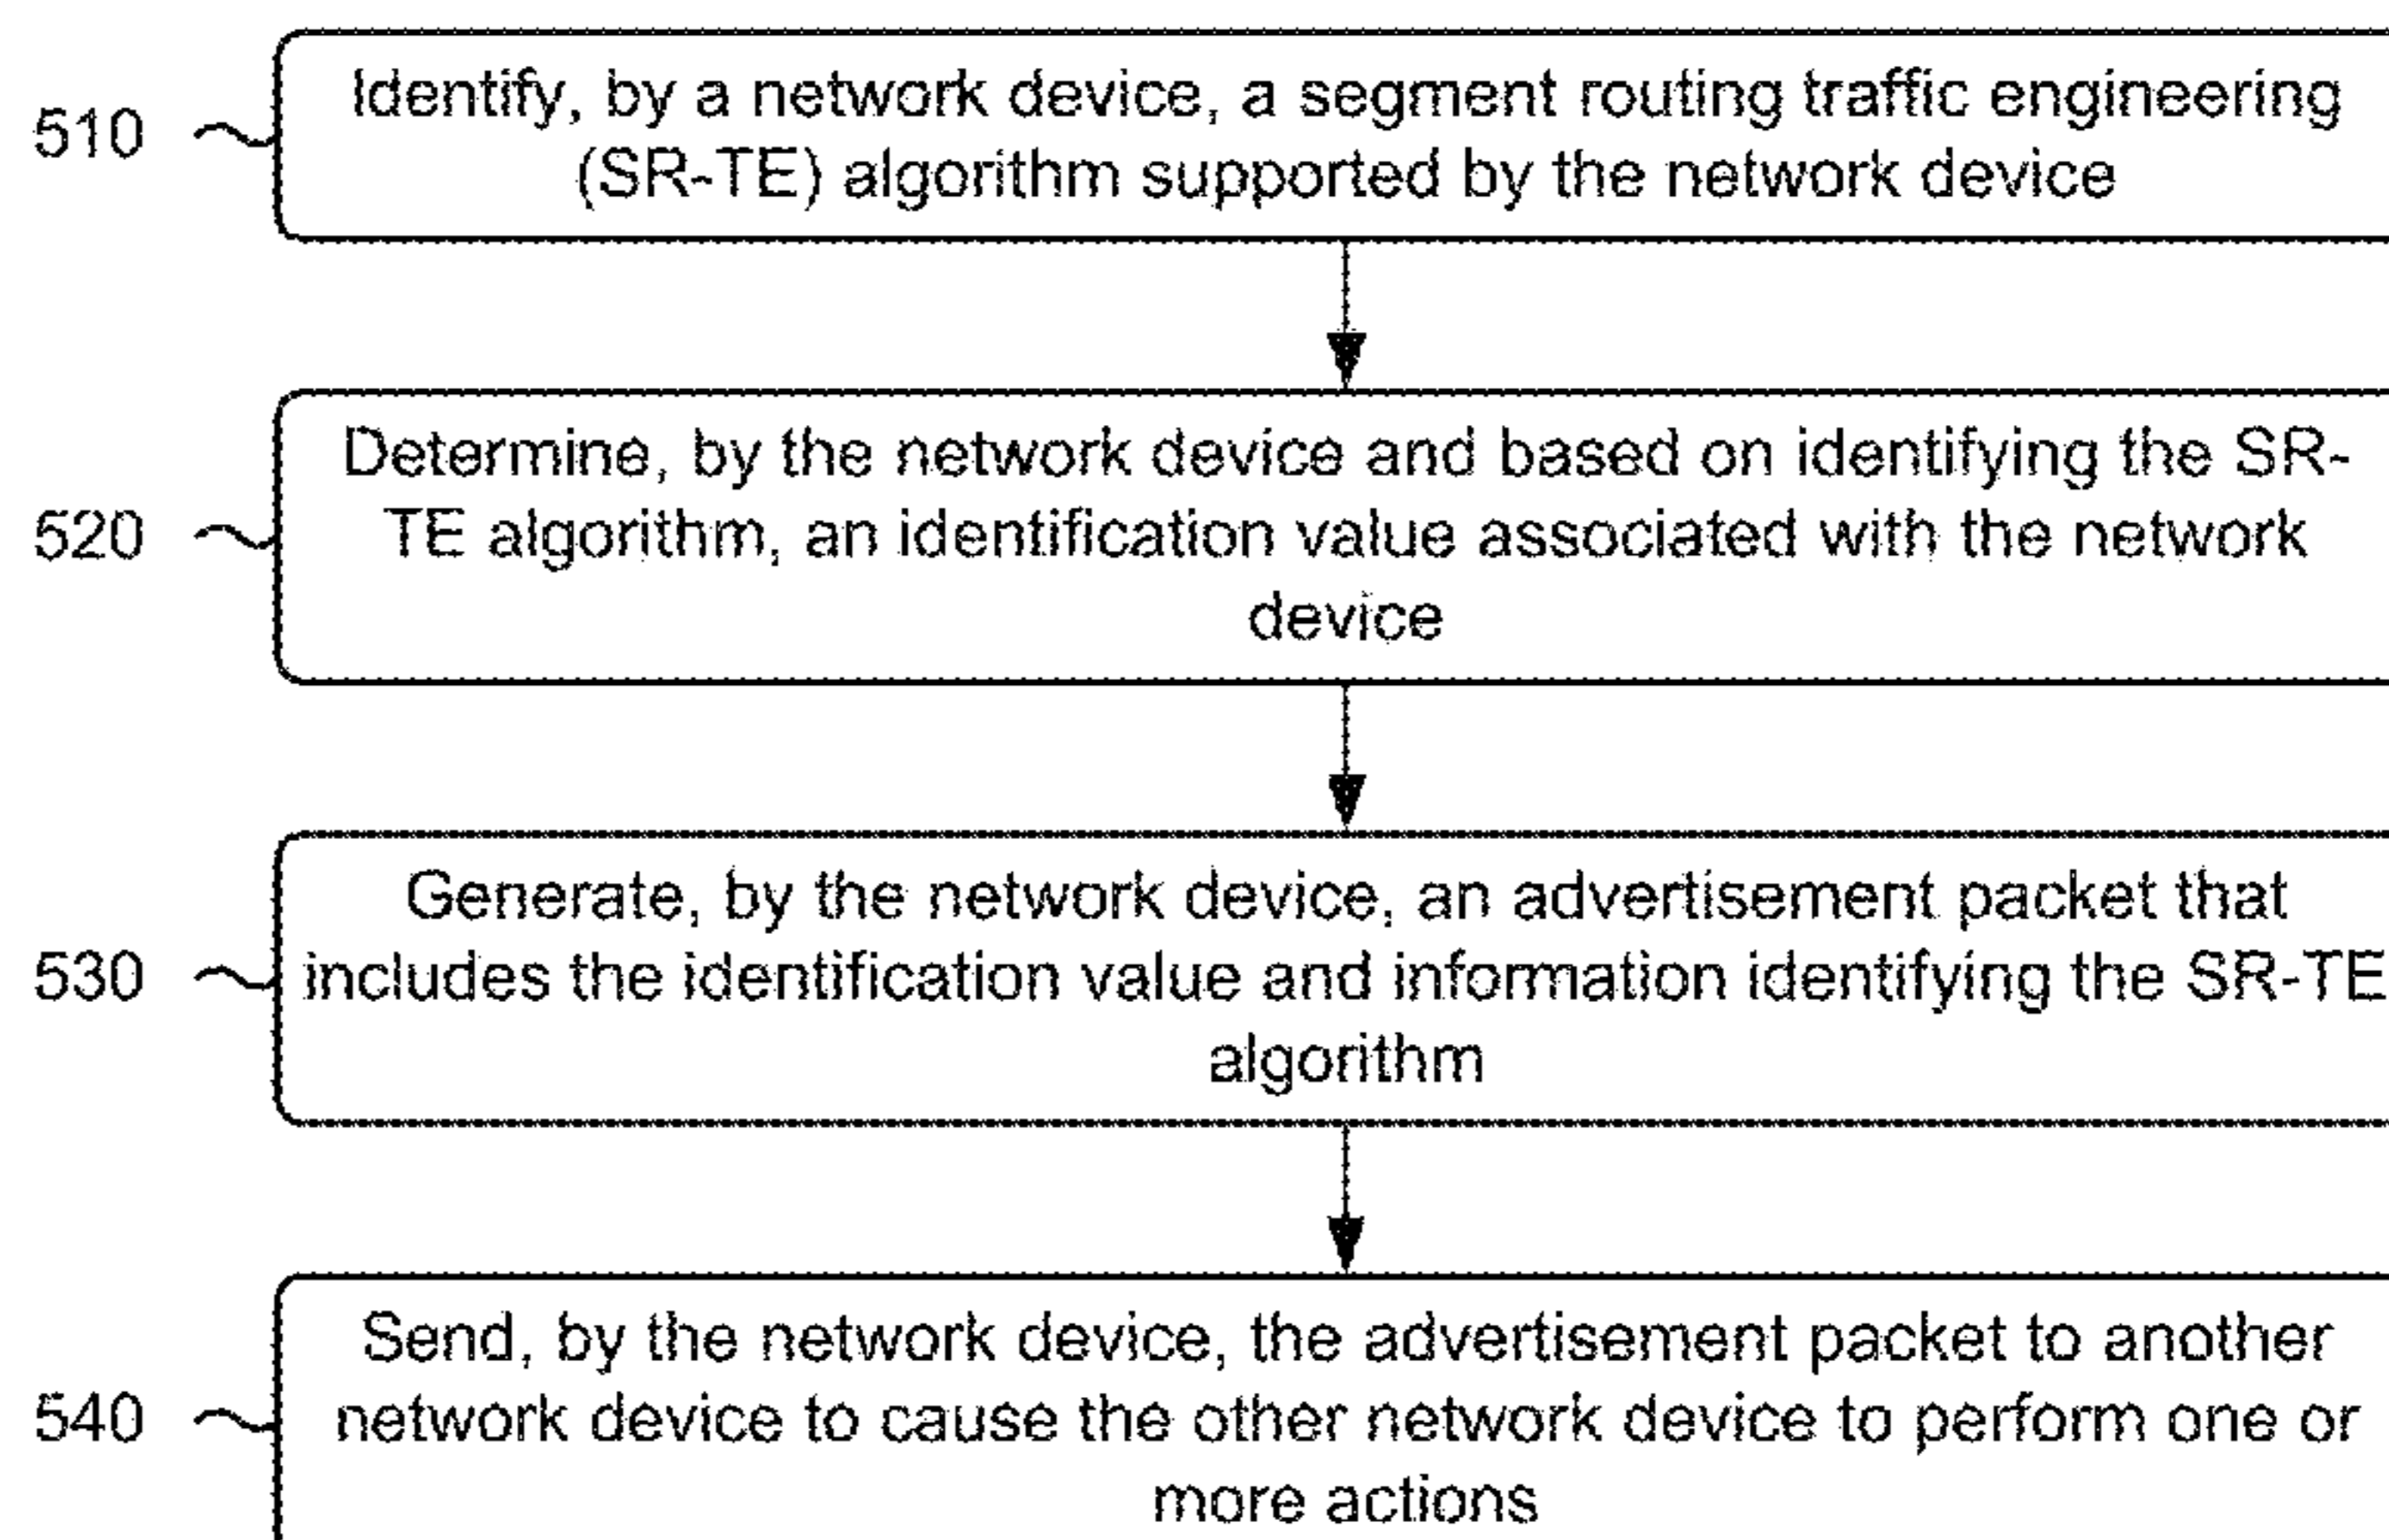 Identify, by a network device, a segment routing traffic engineering
510
(SR-TE) algorithm supported by the network device
Determine, by the network device and based on identifying the SR-
520
TE algorithm, an identification value associated with the network
device
Generate, by the network device, an advertisement packet that
530
includes the identification value and information identifying the SR-TE
algorithm
Send, by the network device, the advertisement packet to another
540
network device to cause the other network device to perform one or
more actions